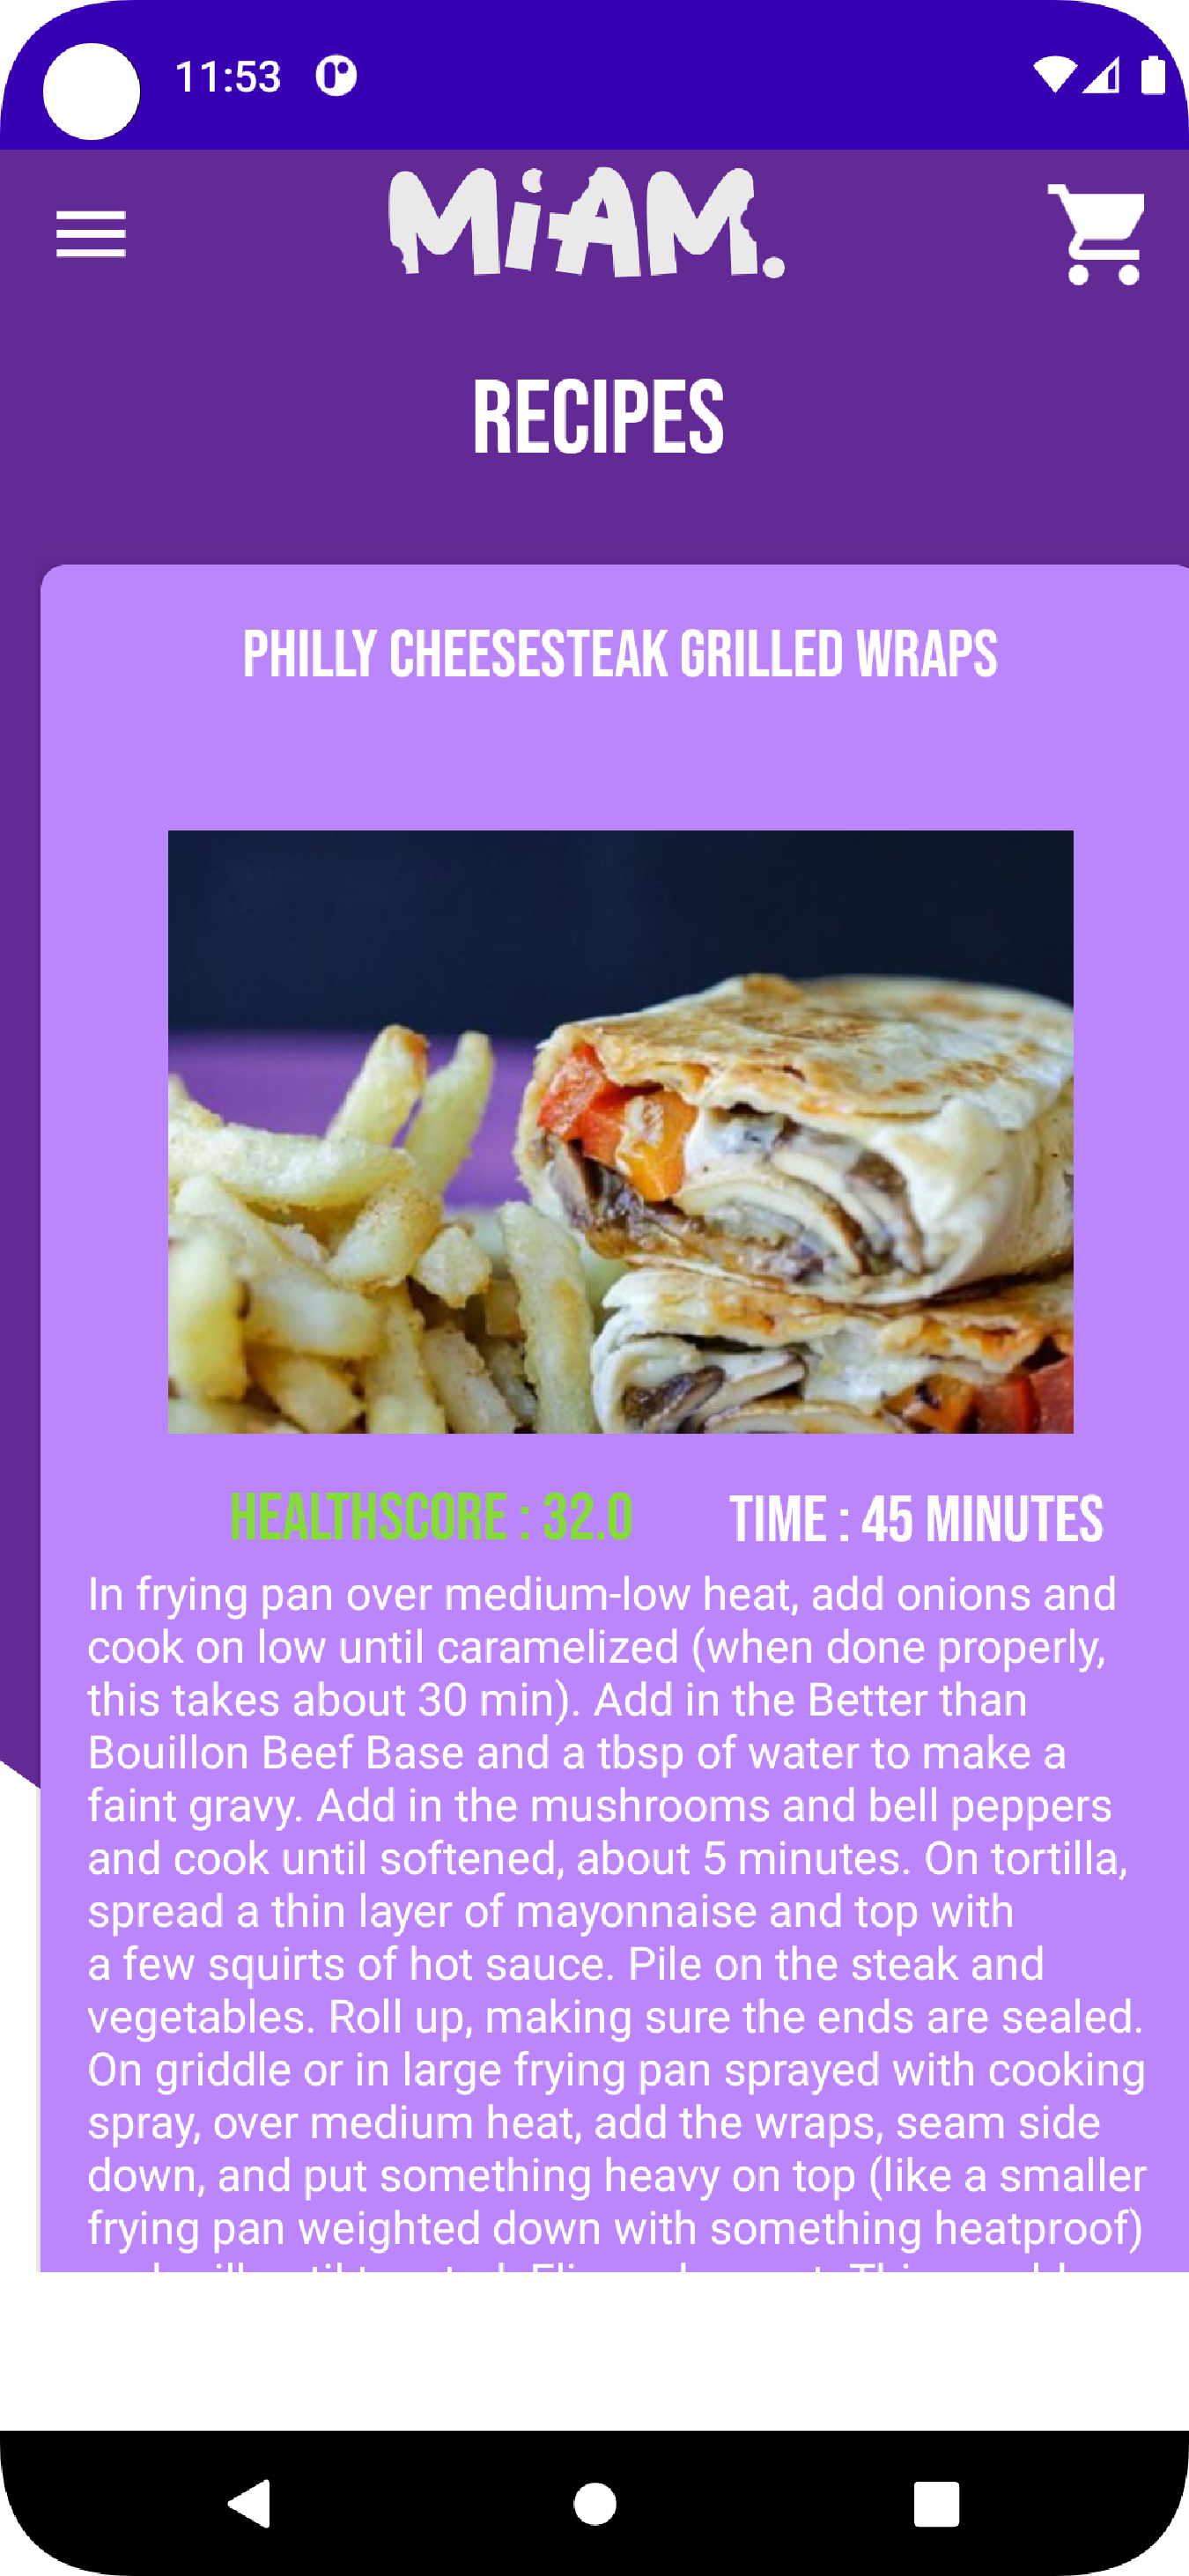 11:53
MiAM.
RECIPES
PHILLY CHEESESTEAK GRILLED WRAPS
HEALTHSCORE : 32.0
TIME : 45 MINUTES
In frying pan over medium-low heat, add onions and
cook on low until caramelized (when done properly,
this takes about 30 min). Add in the Better than
Bouillon Beef Base and a tbsp of water to make a
faint gravy. Add in the mushrooms and bell peppers
and cook until softened, about 5 minutes. On tortilla,
spread a thin layer of mayonnaise and top with
a few squirts of hot sauce. Pile on the steak and
vegetables. Roll up, making sure the ends are sealed.
On griddle or in large frying pan sprayed with cooking
spray, over medium heat, add the wraps, seam side
down, and put something heavy on top (like a smaller
frying pan weighted down with something heatproof)